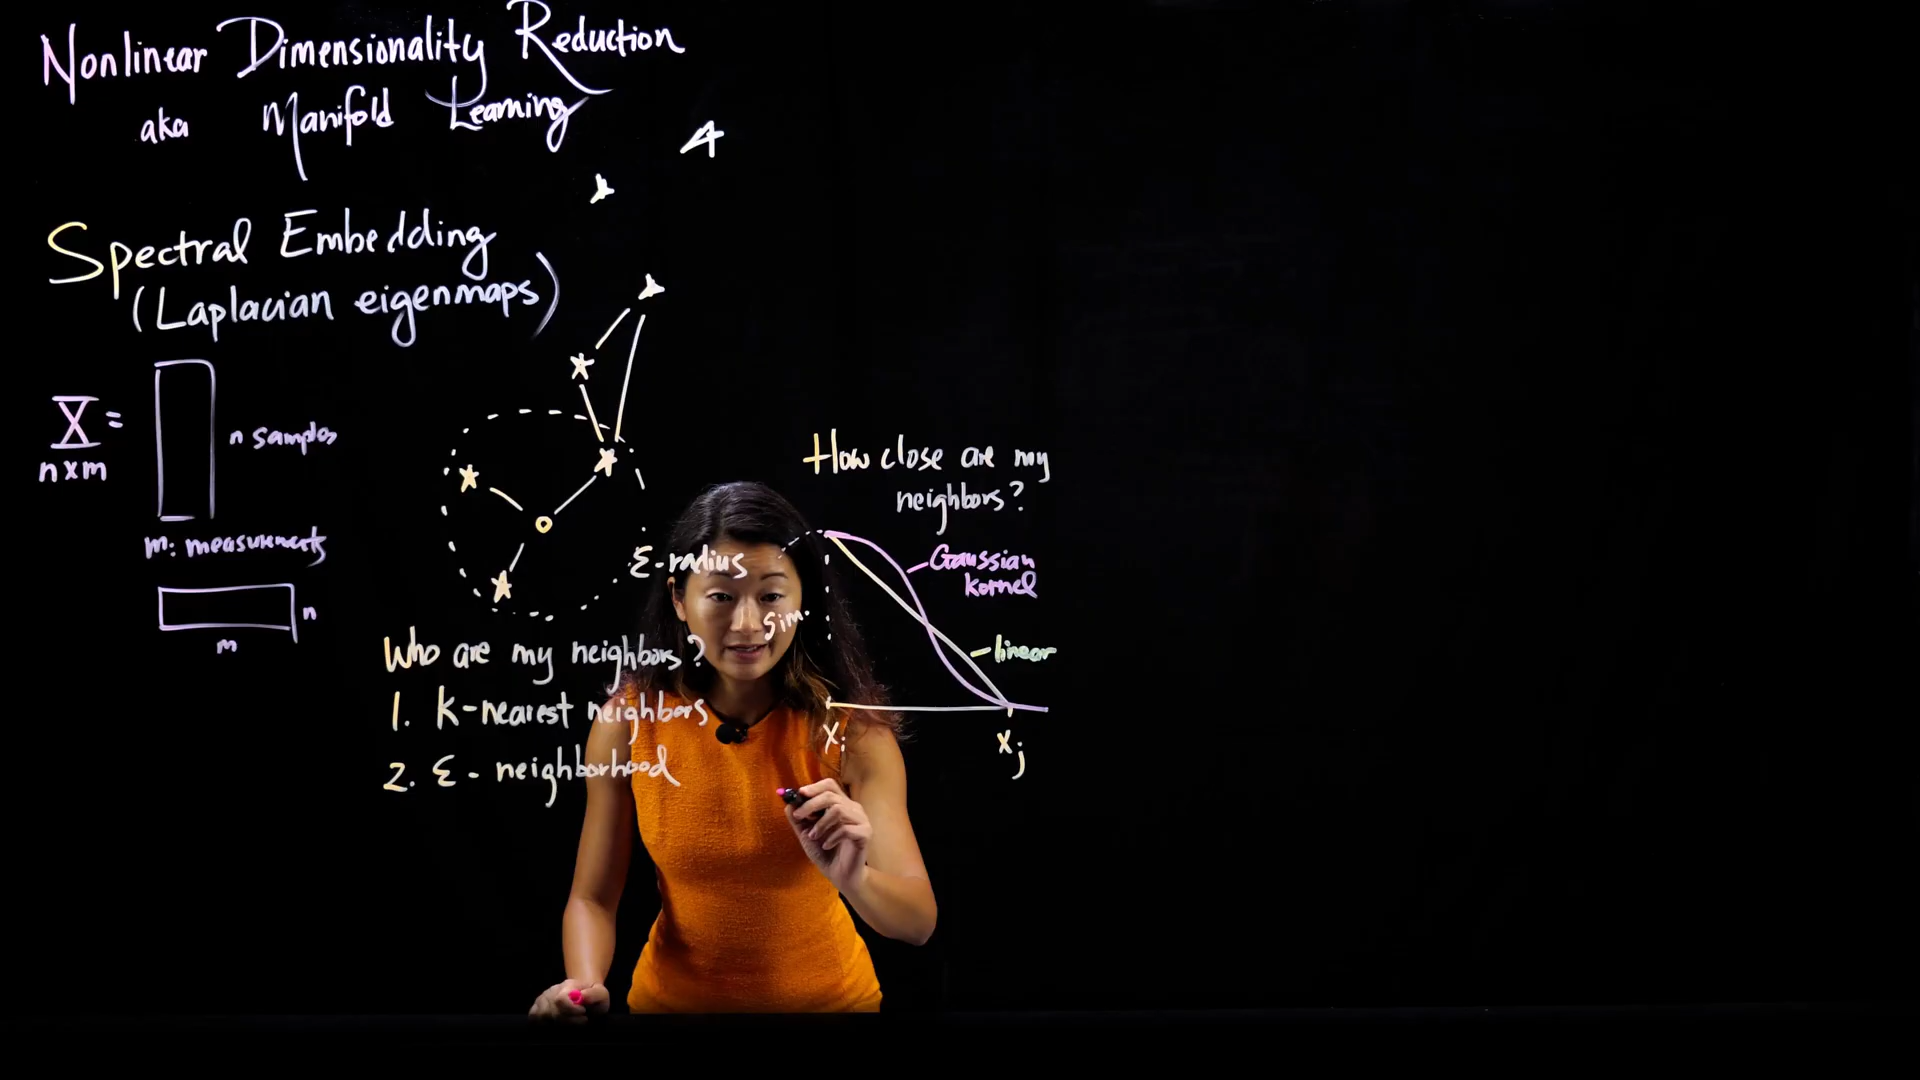 Nonlinear Dimensionality Reduction
aka Manifold Learning
Spectral Embedding
(Laplacian eigenmaps)
X =
n x m
n samples
m: measurements
n
m
ε-radius
Who are my neighbors?
1. K-nearest neighbors
2. ε - neighborhood
How close are my
neighbors?
Gaussian
kernel
Sim.
linear
Xi
Xj